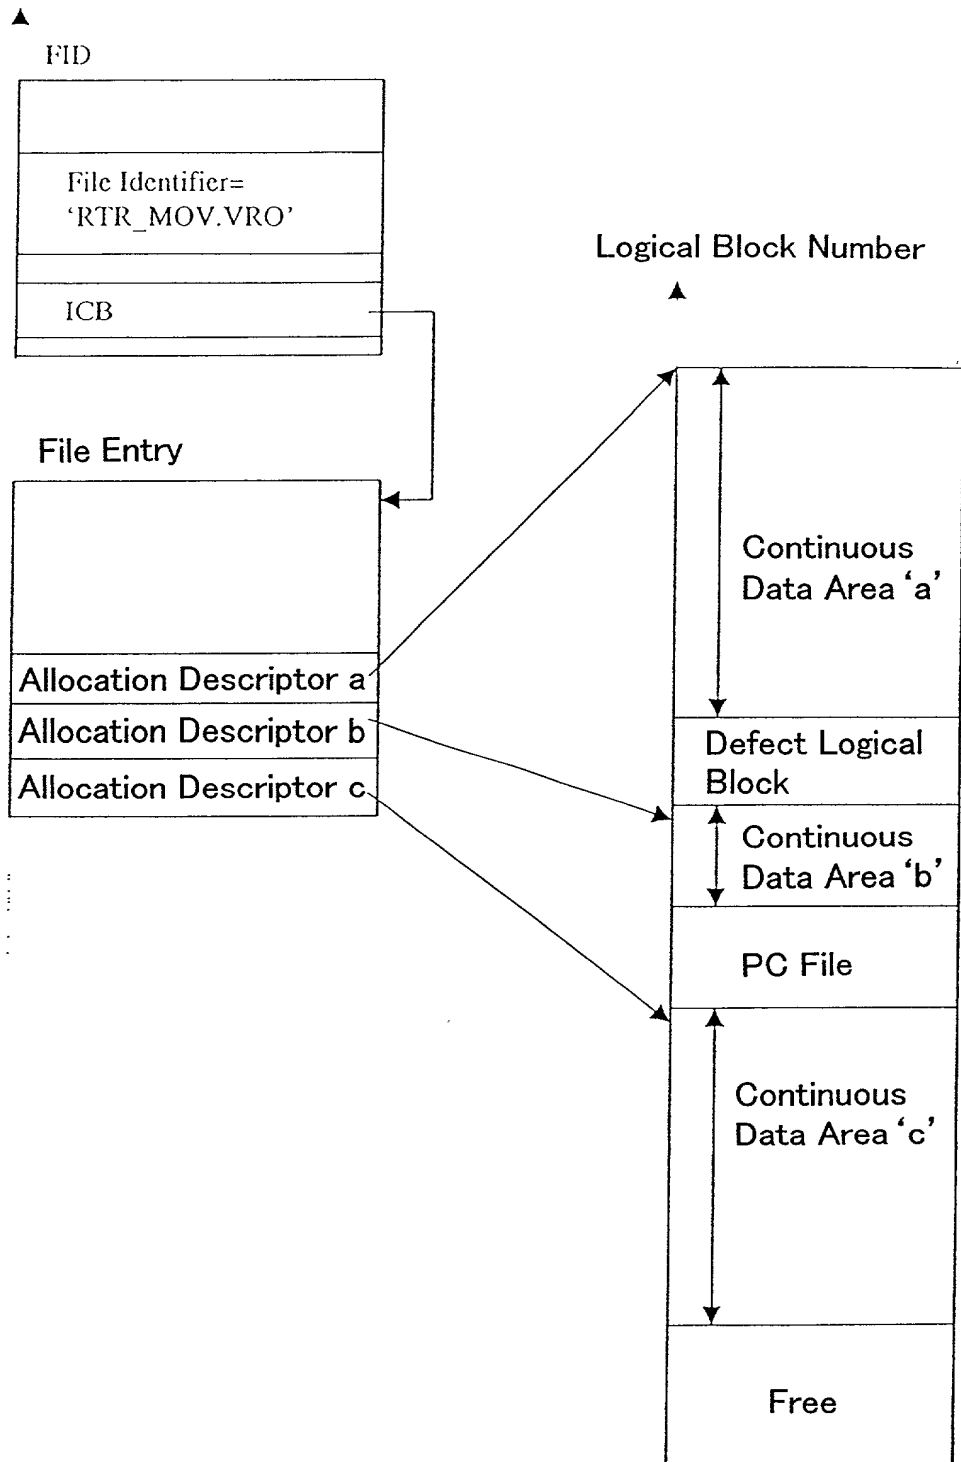 FID
File Identifier=
‘RTR_MOV.VRO’
ICB
File Entry
Allocation Descriptor a
Allocation Descriptor b
Allocation Descriptor c
Logical Block Number
Continuous
Data Area ‘a’
Defect Logical
Block
Continuous
Data Area ‘b’
PC File
Continuous
Data Area ‘c’
Free